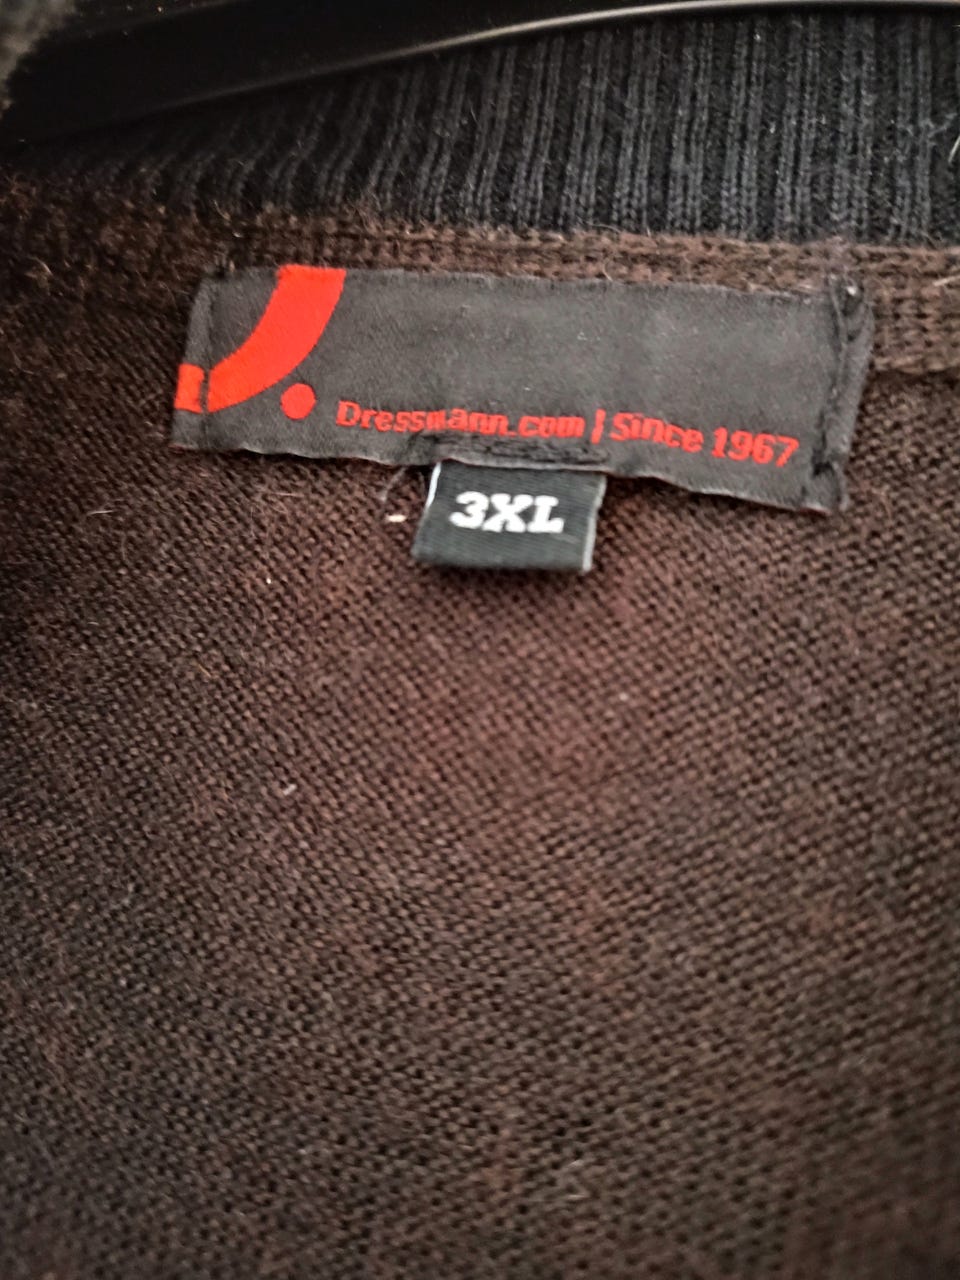 Dressmann.com | Since 1967
3XL